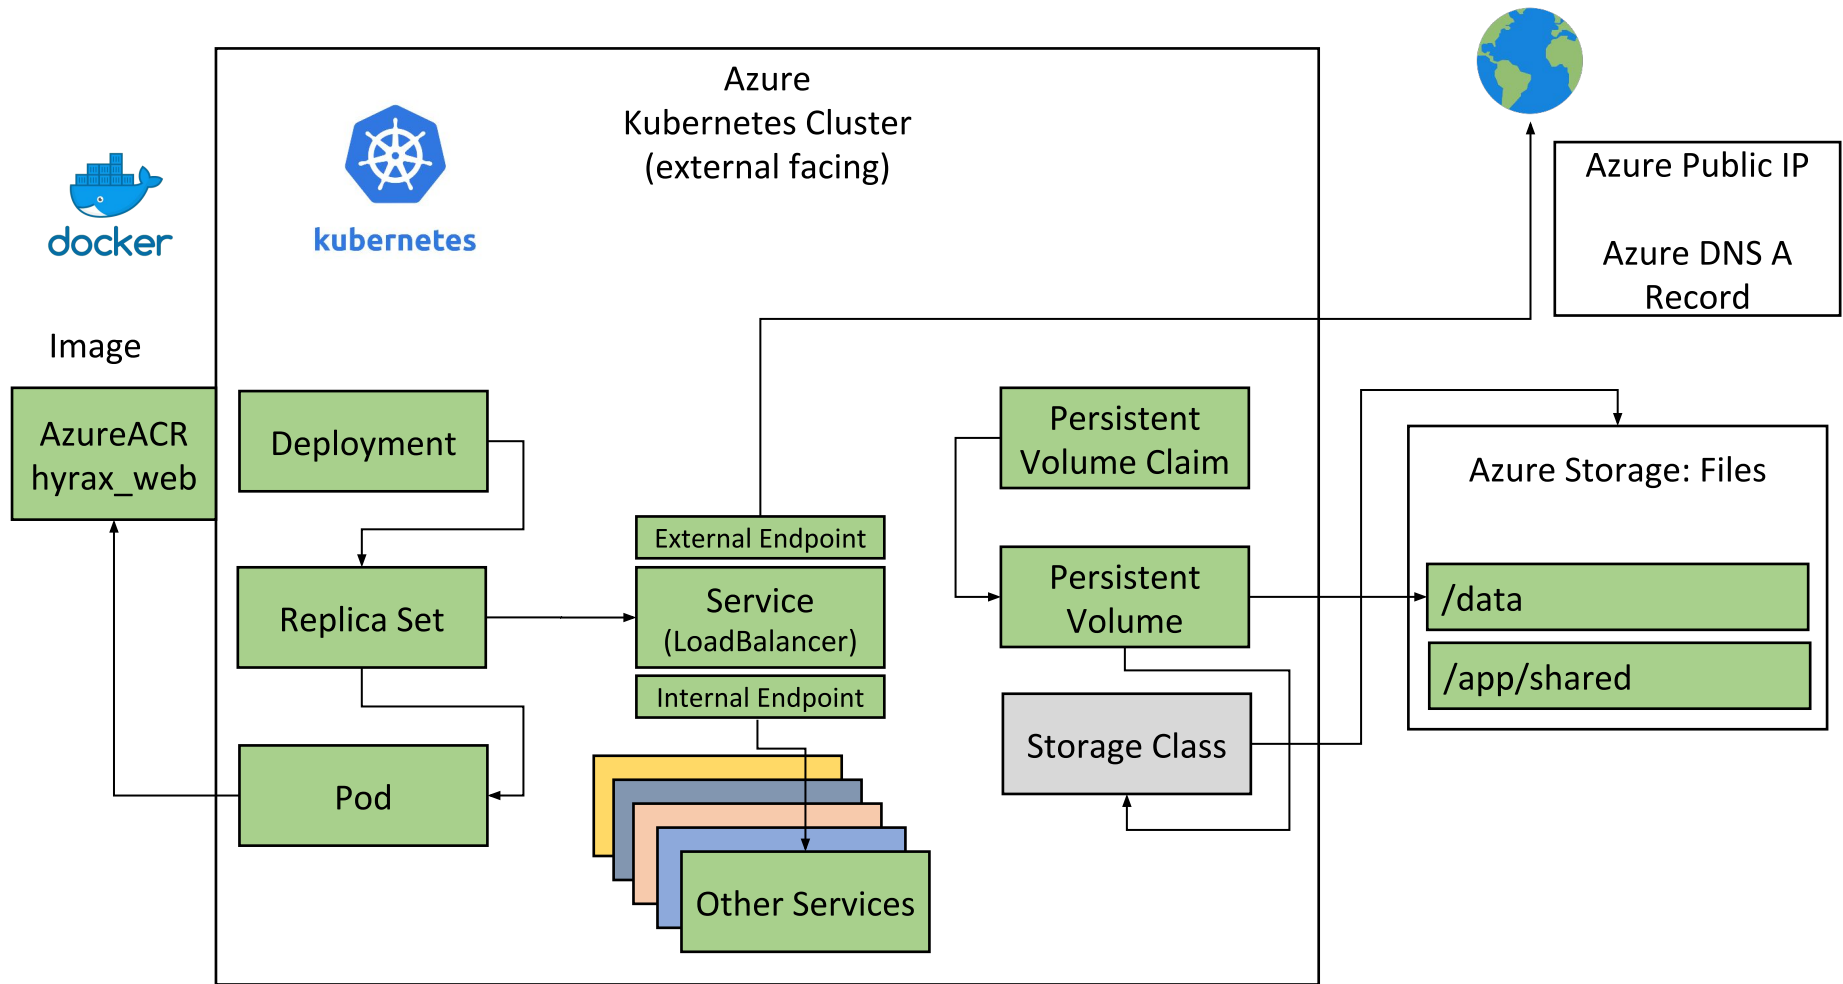 Azure
Kubernetes Cluster
(external facing)
docker
kubernetes
Azure Public IP
Azure DNS A
Record
Image
AzureACR
hyrax_web
Deployment
Replica Set
Pod
External Endpoint
Service
(LoadBalancer)
Internal Endpoint
Other Services
Persistent
Volume Claim
Persistent
Volume
Storage Class
Azure Storage: Files
/data
/app/shared